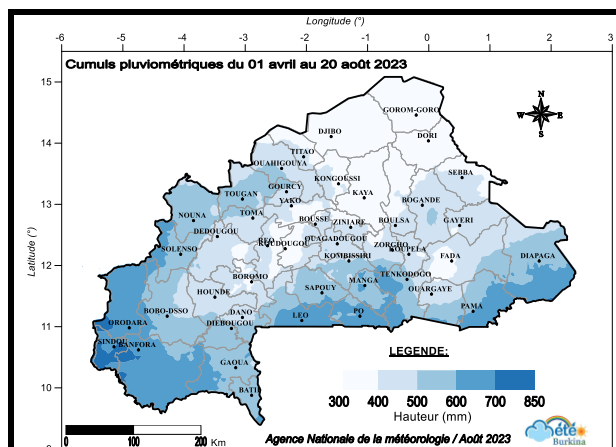 Longitude (°)
-6 -5 -4 -3 -2 -1 0 1 2 3
Cumuls pluviométriques du 01 avril au 20 août 2023
15
14
13
12
11
10
Latitude (°)
N
W E
S
GOROM-GORO
DJIBO
DORI
TITAO
OUAHIGOUYA
SEBBA
KONGOUSSI
GOURCY
TOUGAN
KAYA
YAKO
BOGANDE
TOMA
NOUNA
BOUSSE
ZINIARE
BOULSA
GAYERI
DEDOUGOU
REO
KOUDOUGOU
OUAGADOUGOU
ZORGHO
KOUPELA
SOLENSO
KOMBISSIRI
FADA
DIAPAGA
BOROMO
TENKODOGO
HOUNDE
SAPOUY
MANGA
OUARGAYE
BOBO-DSSO
DANO
LEO
PO
PAMA
ORODARA
DIEBOUGOU
SINDOU
BANFORA
GAOUA
BATIE
LEGENDE:
300 400 500 600 700 850
Hauteur (mm)
0 100 200
Km
Agence Nationale de la météorologie / Août 2023
été
Burkina